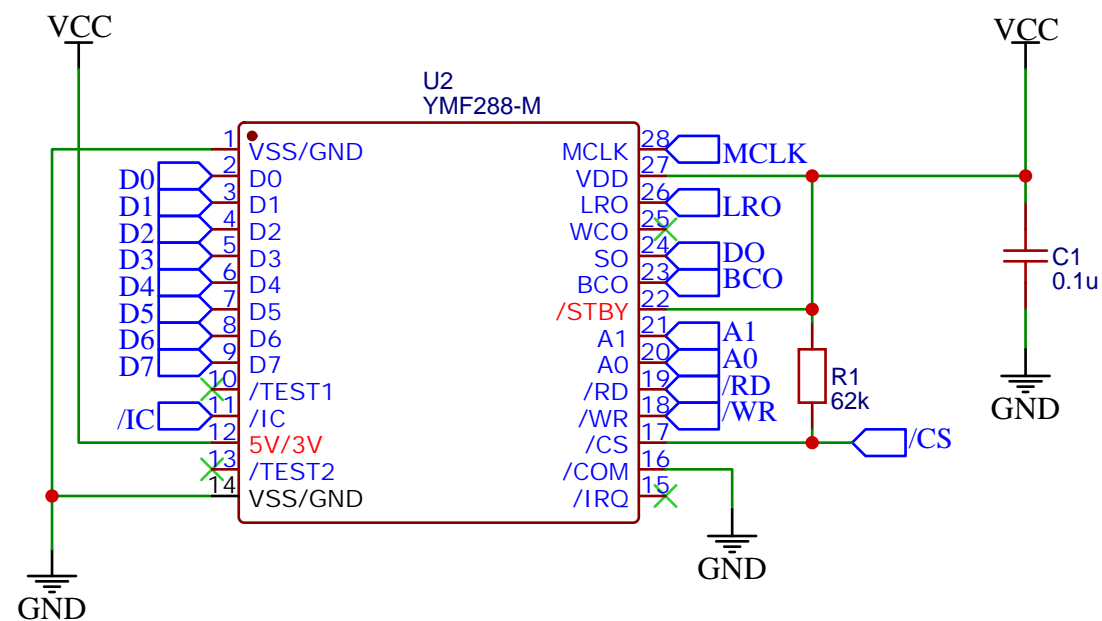 VCC
VCC
U2
YMF288-M
1 VSS/GND MCLK 28 MCLK
D0 2 D0 VDD 27
D1 3 D1 LRO 26 LRO
D2 4 D2 WCO 25
D3 5 D3 SO 24 DO
D4 6 D4 BCO 23 BCO
D5 7 D5 /STBY 22
D6 8 D6 A1 21 A1
D7 9 D7 A0 20 A0
10 /TEST1 /RD 19 /RD
/IC 11 /IC /WR 18 /WR
12 5V/3V /CS 17 /CS
13 /TEST2 /COM 16
14 VSS/GND /IRQ 15
C1
0.1u
R1
62k
GND
GND
GND